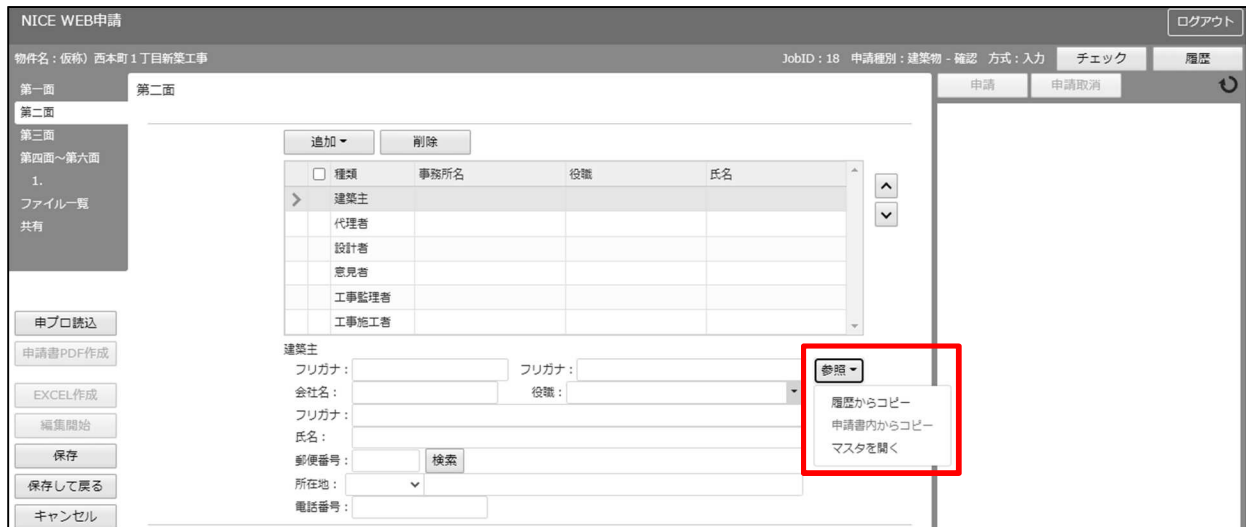 NICE WEB申請
ログアウト
物件名：仮称）西本町１丁目新築工事
JobID：18 申請種別：建築物 - 確認 方式：入力
チェック
履歴
第一面
第二面
第三面
第四面～第六面
1.
ファイル一覧
共有
第二面
申請
申請取消
追加
削除
種類 事務所名 役職 氏名
建築主
代理者
設計者
意見者
工事監理者
工事施工者
申プロ読込
申請書PDF作成
EXCEL作成
編集開始
保存
保存して戻る
キャンセル
建築主
フリガナ： フリガナ：
会社名： 役職：
フリガナ：
氏名：
郵便番号： 検索
所在地：
電話番号：
参照
履歴からコピー
申請書内からコピー
マスタを開く